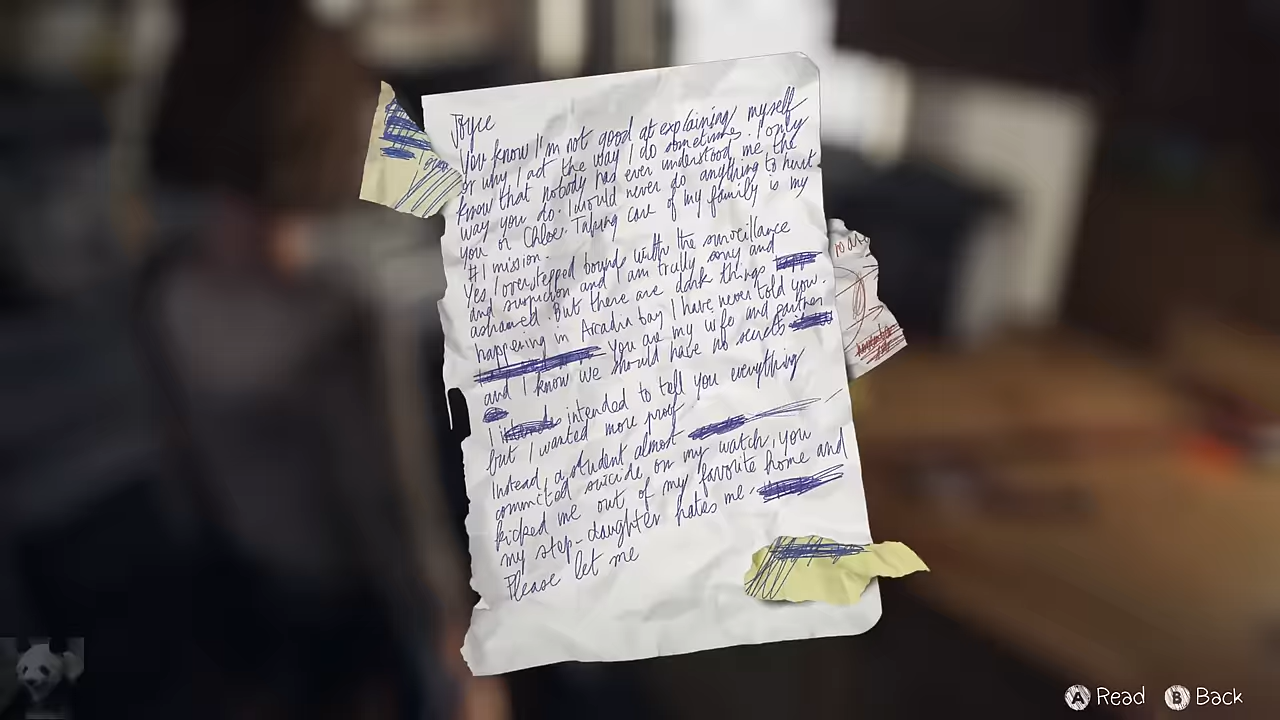 Joyce
You know I'm not good at explaining myself
or why I act the way I do sometimes. I only
know that nobody has ever understood me the
way you do. I would never do anything to hurt
you or Chloe. Taking care of my family is my
#1 mission.
Yes I overstepped bounds with the surveillance
and suspicion and I am trully sorry and
ashamed. But there are dark things
happening in Arcadia bay I have never told you.
You are my wife and partner
and I know we should have no secrets
I intended to tell you everything
but I wanted more proof
Instead, a student almost
committed suicide on my watch, you
kicked me out of my favorite home and
my step-daughter hates me.
Please let me
A Read B Back